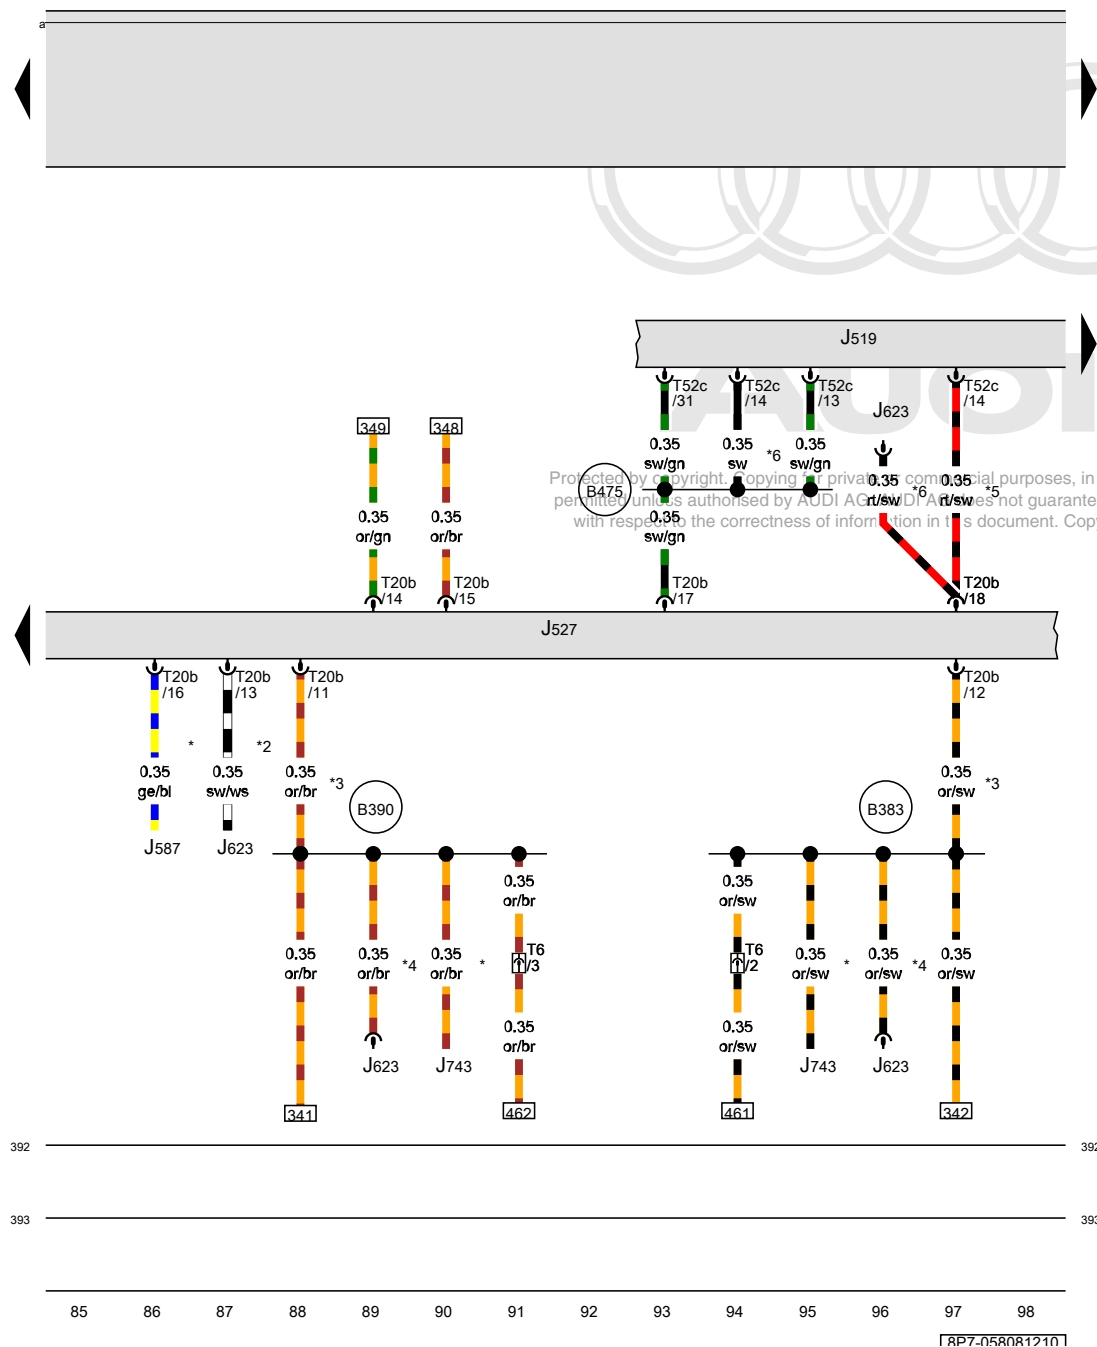 a
J519
T52c
/31
T52c
/14
T52c
/13
T52c
/14
J623
349
348
0.35
sw/gn
0.35
sw
*6
0.35
sw/gn
AUDI
Protected by copyright. Copying for private or commercial purposes, in
B475
0.35
rt/sw
*6
0.35
rt/sw
*5
permitted unless authorised by AUDI AG. AUDI AG does not guarante
with respect to the correctness of information in this document. Copy
0.35
or/gn
0.35
or/br
0.35
sw/gn
T20b
/14
T20b
/15
T20b
/17
T20b
/18
J527
T20b
/16
T20b
/13
T20b
/11
T20b
/12
*
*2
0.35
ge/bl
0.35
sw/ws
0.35
or/br
*3
0.35
or/sw
*3
B390
B383
J587
J623
0.35
or/br
0.35
or/sw
0.35
or/br
0.35
or/br
*4
0.35
or/br
*
T6
/3
T6
/2
0.35
or/sw
*
0.35
or/sw
*4
0.35
or/sw
0.35
or/br
0.35
or/sw
J623
J743
J743
J623
341
462
461
342
392
392
393
393
85
86
87
88
89
90
91
92
93
94
95
96
97
98
8P7-058081210